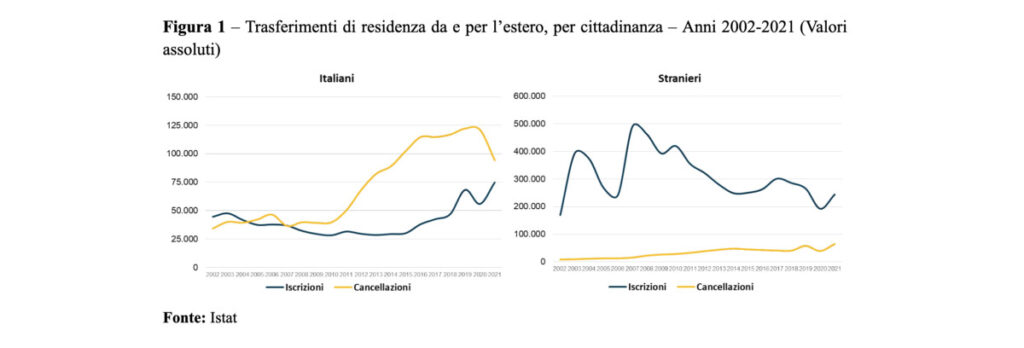 Figura 1 – Trasferimenti di residenza da e per l’estero, per cittadinanza – Anni 2002-2021 (Valori
assoluti)
Italiani
150.000
125.000
100.000
75.000
50.000
25.000
0
2002 2003 2004 2005 2006 2007 2008 2009 2010 2011 2012 2013 2014 2015 2016 2017 2018 2019 2020 2021
Iscrizioni Cancellazioni
Stranieri
600.000
500.000
400.000
300.000
200.000
100.000
0
2002 2003 2004 2005 2006 2007 2008 2009 2010 2011 2012 2013 2014 2015 2016 2017 2018 2019 2020 2021
Iscrizioni Cancellazioni
Fonte: Istat